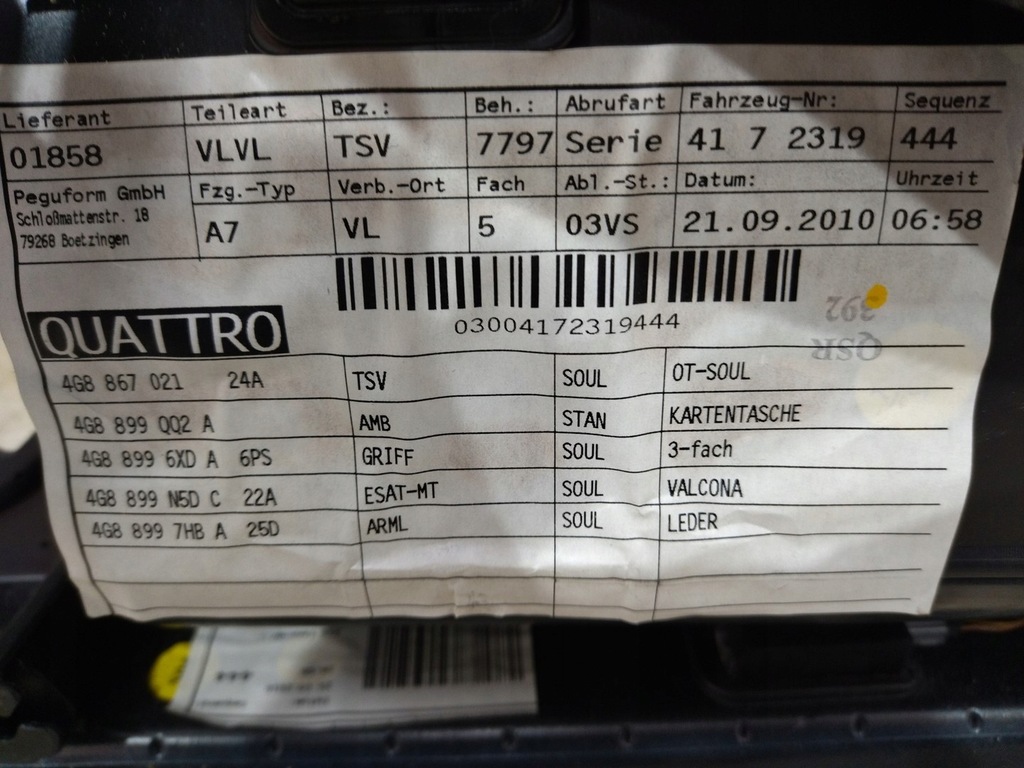 Lieferant Teileart Bez.: Beh.: Abrufart Fahrzeug-Nr: Sequenz
01858 VLVL TSV 7797 Serie 41 7 2319 444
Peguform GmbH
Schloßmattenstr. 18
79268 Boetzingen
Fzg.-Typ Verb.-Ort Fach Abl.-St.: Datum: Uhrzeit
A7 VL 5 03VS 21.09.2010 06:58
03004172319444
QUATTRO
392
QSR
4G8 867 021 24A TSV SOUL OT-SOUL
4G8 899 QQ2 A AMB STAN KARTENTASCHE
4G8 899 6XD A 6PS GRIFF SOUL 3-fach
4G8 899 N5D C 22A ESAT-MT SOUL VALCONA
4G8 899 7HB A 25D ARML SOUL LEDER